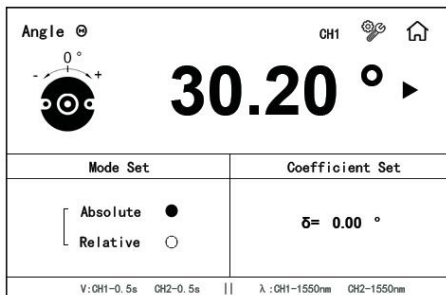 Angle Θ
CH1
0°
- +
30.20 °
Mode Set
Coefficient Set
Absolute
Relative
δ= 0.00 °
V:CH1-0.5s CH2-0.5s || λ:CH1-1550nm CH2-1550nm